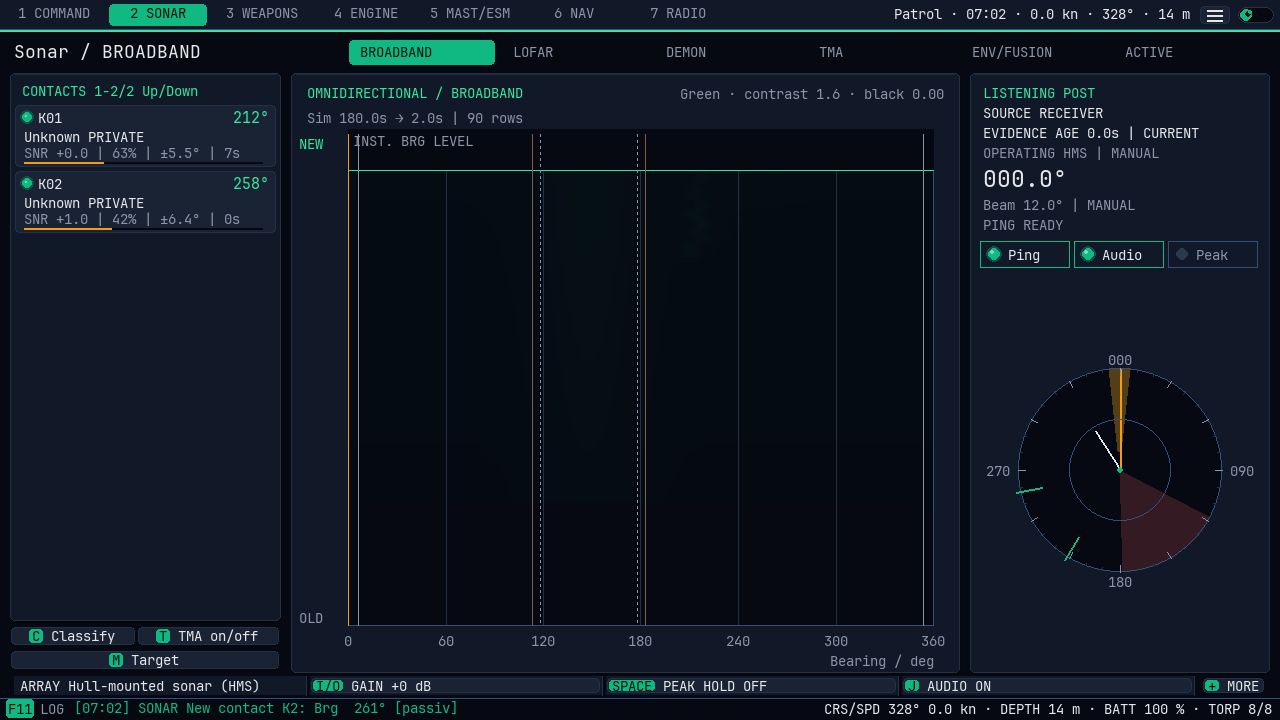 1 COMMAND 2 SONAR 3 WEAPONS 4 ENGINE 5 MAST/ESM 6 NAV 7 RADIO Patrol · 07:02 · 0.0 kn · 328° · 14 m
Sonar / BROADBAND BROADBAND LOFAR DEMON TMA ENV/FUSION ACTIVE
CONTACTS 1-2/2 Up/Down
K01 212°
Unknown PRIVATE
SNR +0.0 | 63% | ±5.5° | 7s
K02 258°
Unknown PRIVATE
SNR +1.0 | 42% | ±6.4° | 0s
C Classify T TMA on/off
M Target
OMNIDIRECTIONAL / BROADBAND Green · contrast 1.6 · black 0.00
Sim 180.0s → 2.0s | 90 rows
NEW INST. BRG LEVEL
OLD
0 60 120 180 240 300 360
Bearing / deg
LISTENING POST
SOURCE RECEIVER
EVIDENCE AGE 0.0s | CURRENT
OPERATING HMS | MANUAL
000.0°
Beam 12.0° | MANUAL
PING READY
Ping Audio Peak
000
270 090
180
ARRAY Hull-mounted sonar (HMS) I/O GAIN +0 dB SPACE PEAK HOLD OFF J AUDIO ON + MORE
F11 LOG [07:02] SONAR New contact K2: Brg 261° [passiv] CRS/SPD 328° 0.0 kn · DEPTH 14 m · BATT 100 % · TORP 8/8